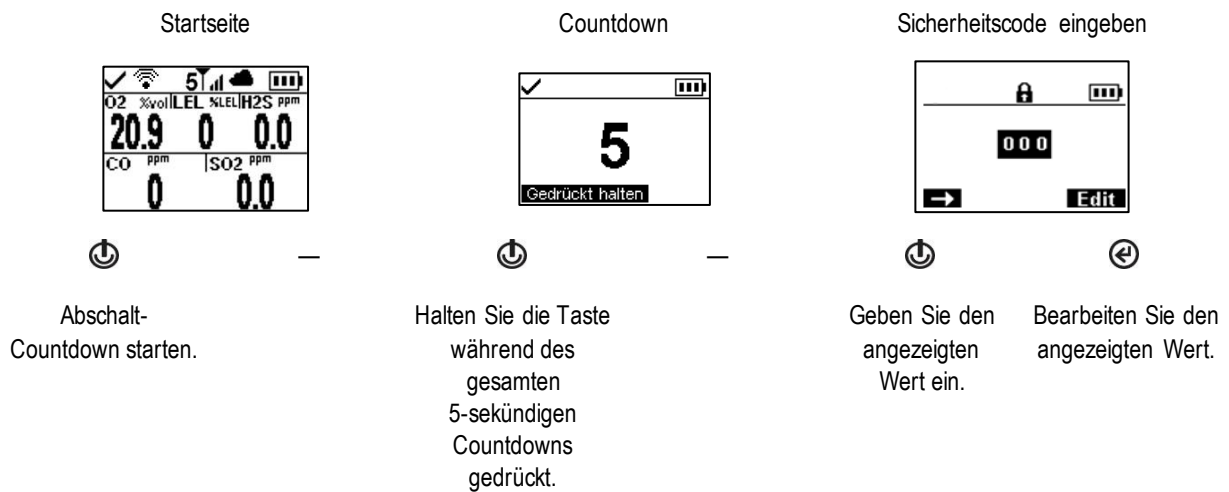 Startseite
Countdown
Sicherheitscode eingeben
5
O2 %vol LEL %LEL H2S ppm
20.9 0 0.0
CO ppm SO2 ppm
0 0.0
5
Gedrückt halten
000
→ Edit
–
–
Abschalt-
Countdown starten.
Halten Sie die Taste
während des
gesamten
5-sekündigen
Countdowns
gedrückt.
Geben Sie den
angezeigten
Wert ein.
Bearbeiten Sie den
angezeigten Wert.